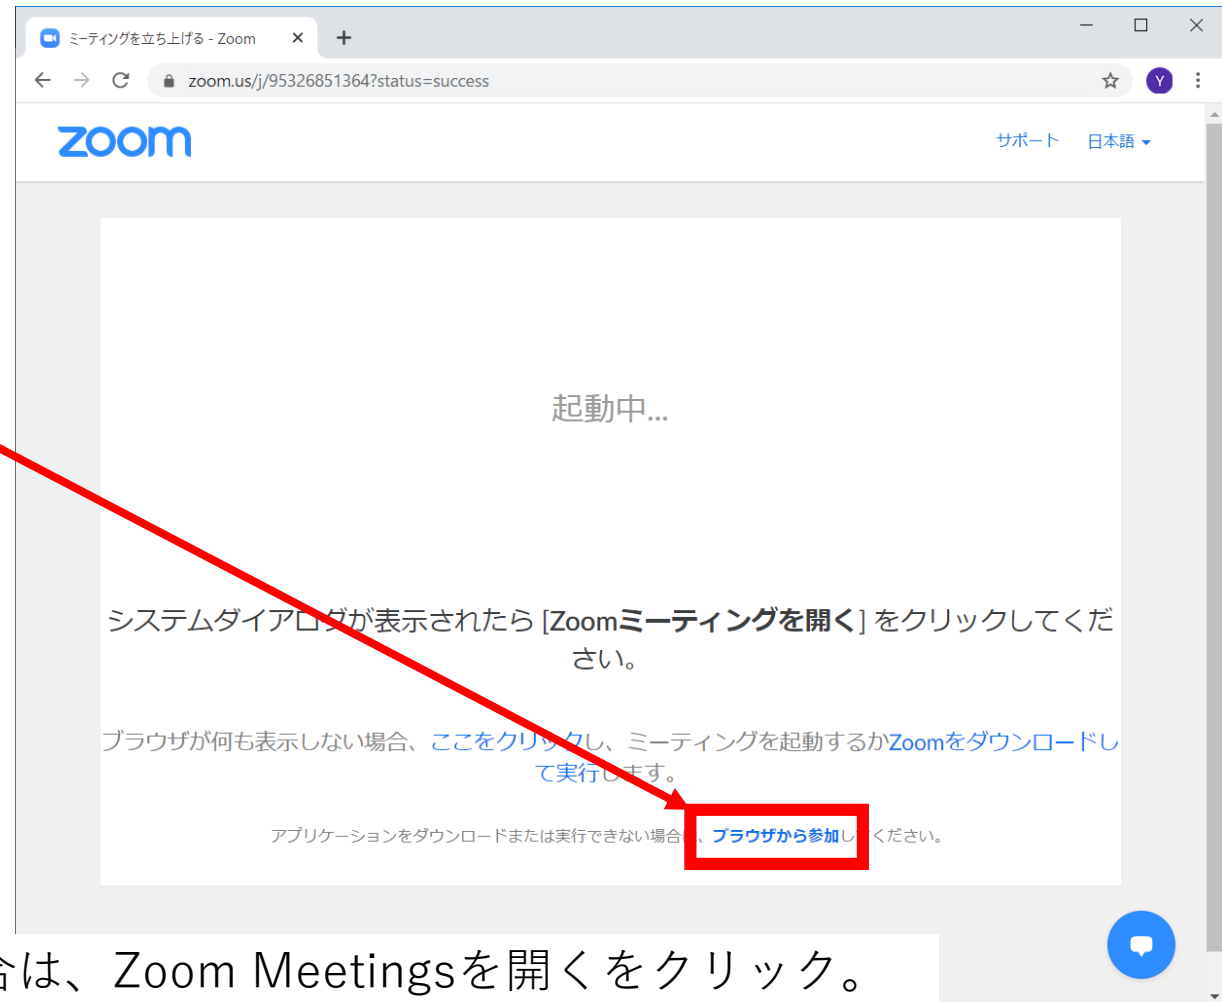 ミーティングを立ち上げる - Zoom
zoom.us/j/95326851364?status=success
Y
zoom
サポート 日本語
起動中...
システムダイアログが表示されたら [Zoomミーティングを開く] をクリックしてくだ
さい。
ブラウザが何も表示しない場合、ここをクリックし、ミーティングを起動するかZoomをダウンロードし
て実行します。
アプリケーションをダウンロードまたは実行できない場合は、ブラウザから参加してください。
合は、Zoom Meetingsを開くをクリック。